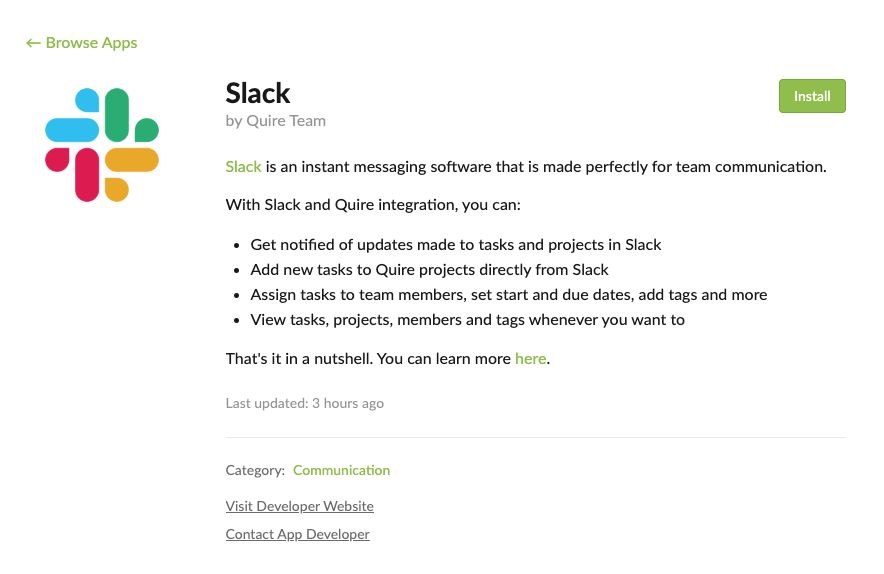 ← Browse Apps
Slack
Install
by Quire Team
Slack is an instant messaging software that is made perfectly for team communication.
With Slack and Quire integration, you can:
• Get notified of updates made to tasks and projects in Slack
• Add new tasks to Quire projects directly from Slack
• Assign tasks to team members, set start and due dates, add tags and more
• View tasks, projects, members and tags whenever you want to
That's it in a nutshell. You can learn more here.
Last updated: 3 hours ago
Category: Communication
Visit Developer Website
Contact App Developer